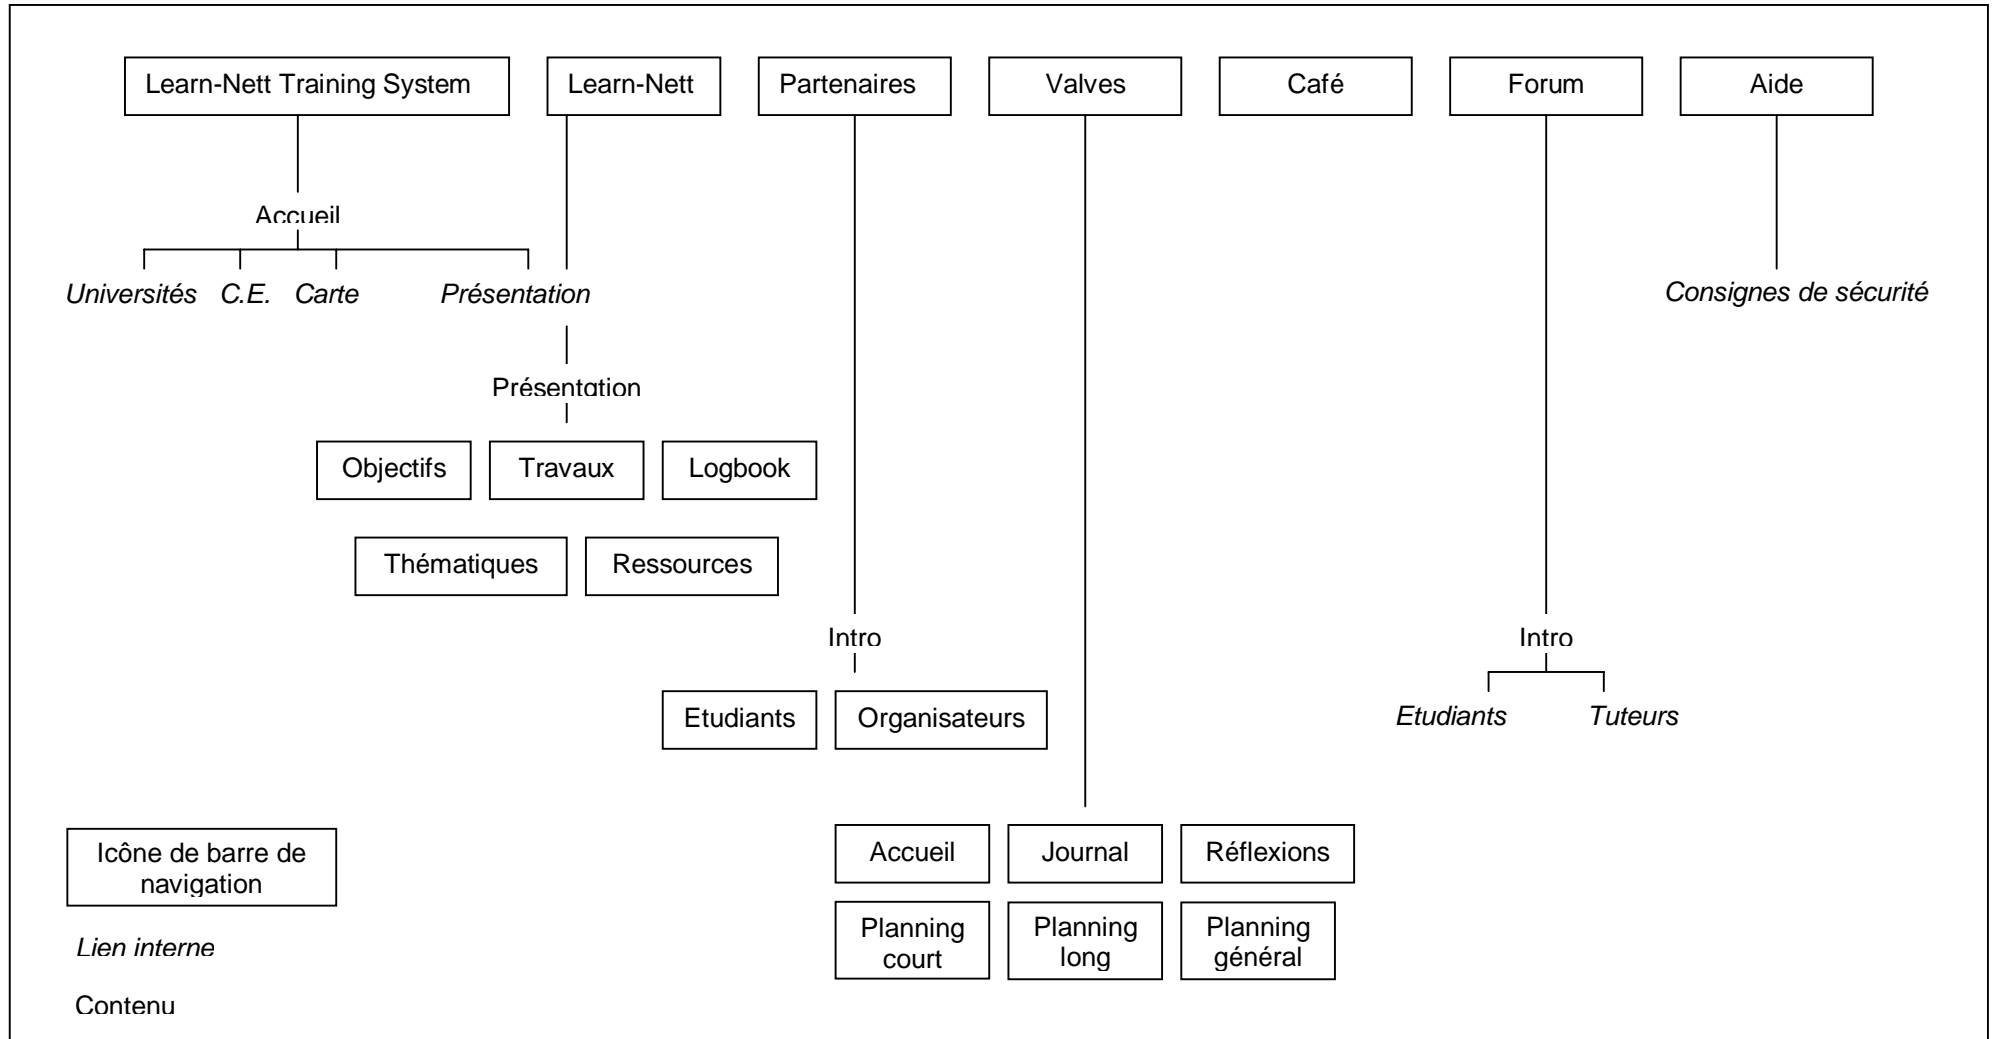 Learn-Nett Training System
Learn-Nett
Partenaires
Valves
Café
Forum
Aide
Accueil
Universités
C.E.
Carte
Présentation
Consignes de sécurité
Présentation
Objectifs
Travaux
Logbook
Thématiques
Ressources
Intro
Intro
Etudiants
Organisateurs
Etudiants
Tuteurs
Accueil
Journal
Réflexions
Planning
court
Planning
long
Planning
général
Icône de barre de
navigation
Lien interne
Contenu